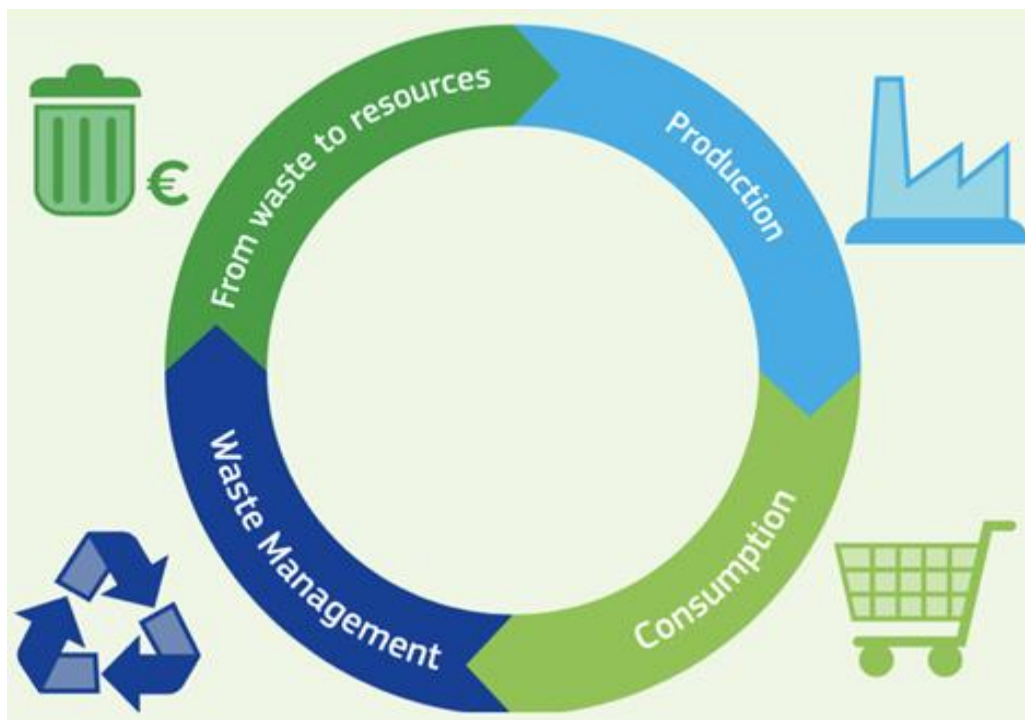 From waste to resources
€
Production
Consumption
Waste Management